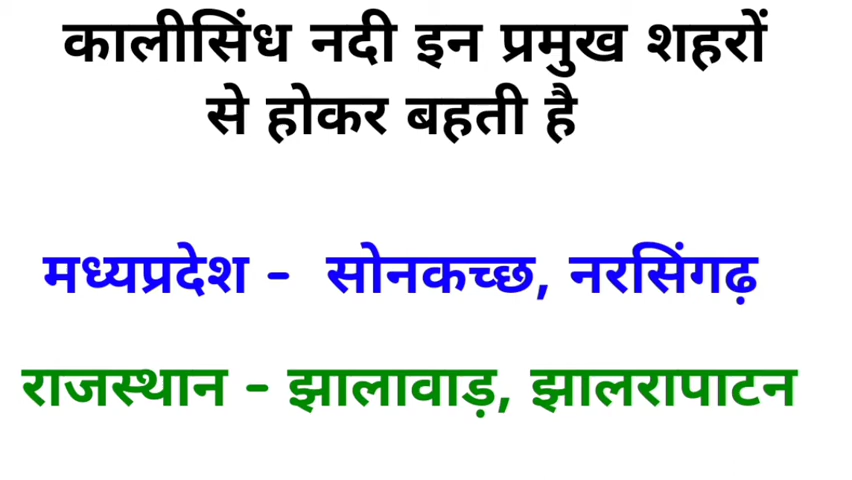 कालीसिंध नदी इन प्रमुख शहरों
से होकर बहती है
मध्यप्रदेश - सोनकच्छ, नरसिंगढ़
राजस्थान - झालावाड़, झालरापाटन